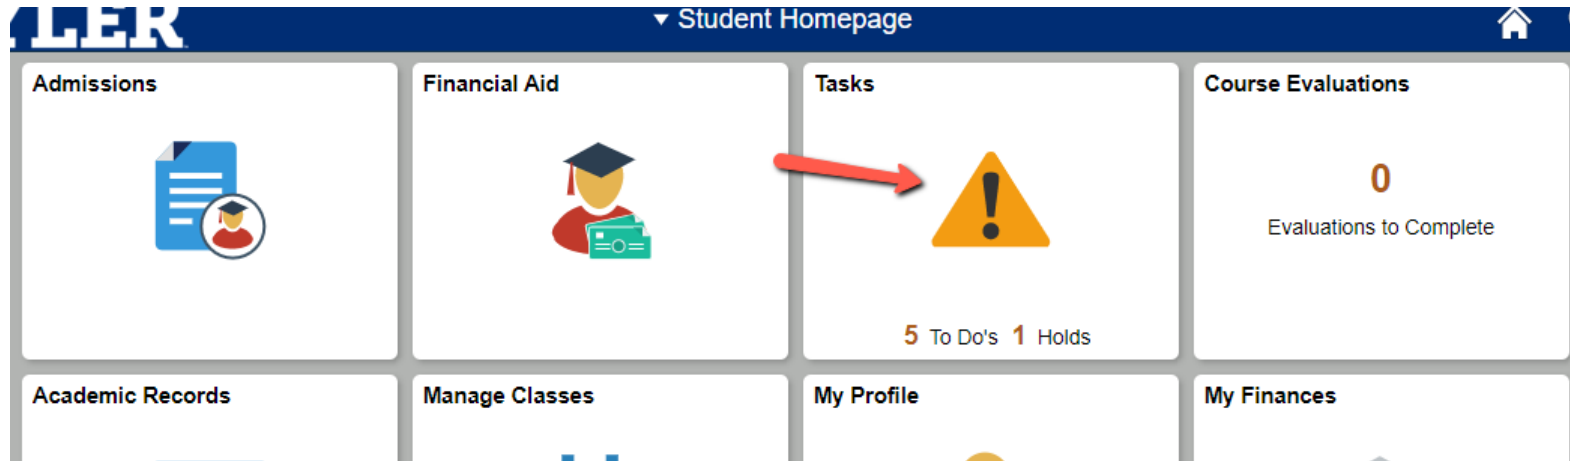 YLER
Student Homepage
Admissions
Financial Aid
Tasks
Course Evaluations
0
Evaluations to Complete
5 To Do's 1 Holds
Academic Records
Manage Classes
My Profile
My Finances